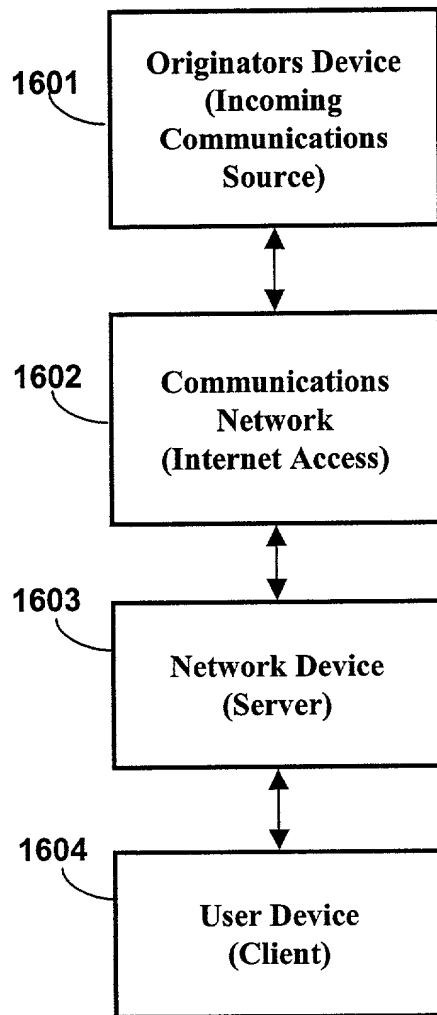 1601
Originators Device
(Incoming
Communications
Source)
1602
Communications
Network
(Internet Access)
1603
Network Device
(Server)
1604
User Device
(Client)